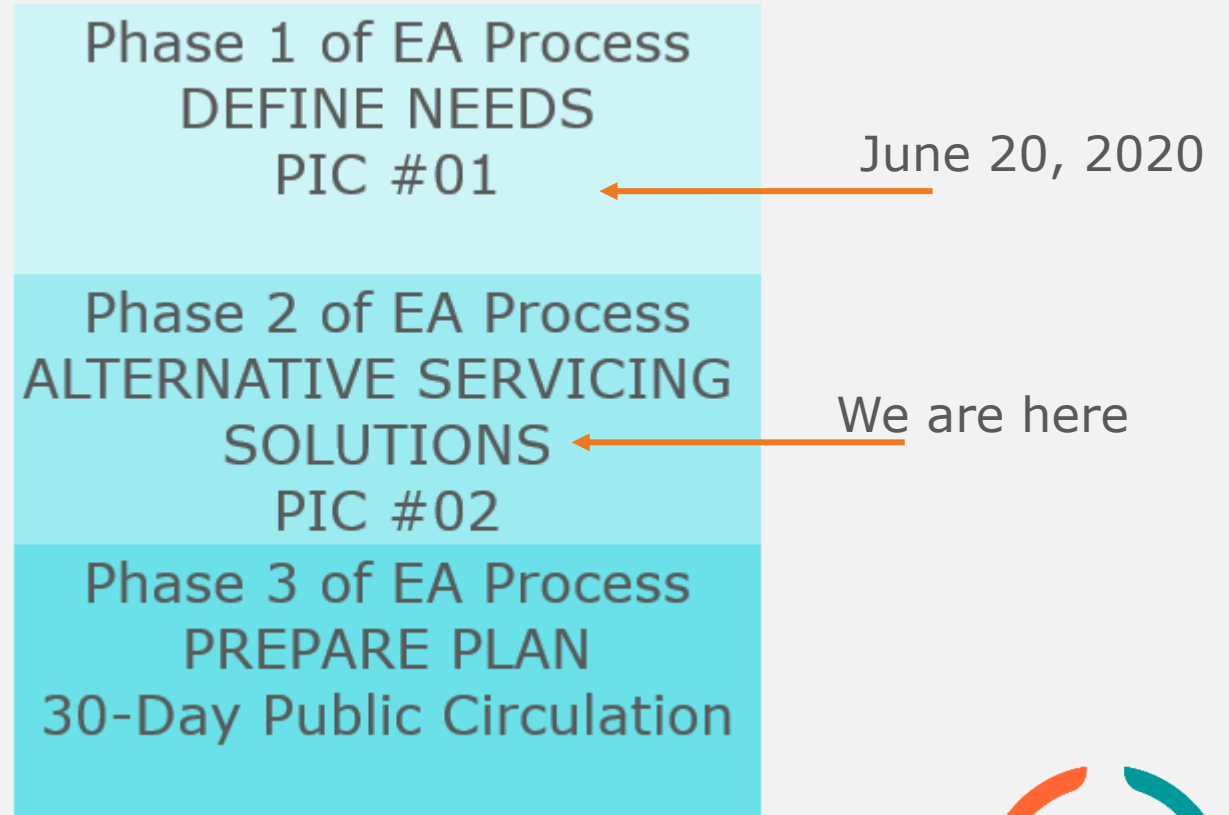 Phase 1 of EA Process
DEFINE NEEDS
PIC #01
June 20, 2020
Phase 2 of EA Process
ALTERNATIVE SERVICING
SOLUTIONS
PIC #02
We are here
Phase 3 of EA Process
PREPARE PLAN
30-Day Public Circulation